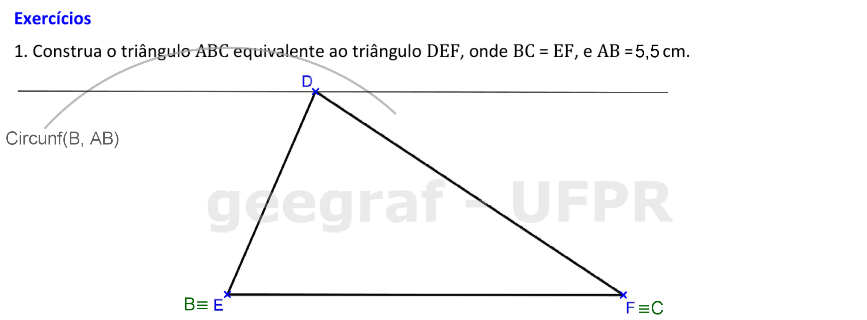 Exercícios
1. Construa o triângulo ABC equivalente ao triângulo DEF, onde BC = EF, e AB = 5,5 cm.
D
Circunf(B, AB)
geegraf - UFPR
B≡ E
F ≡C